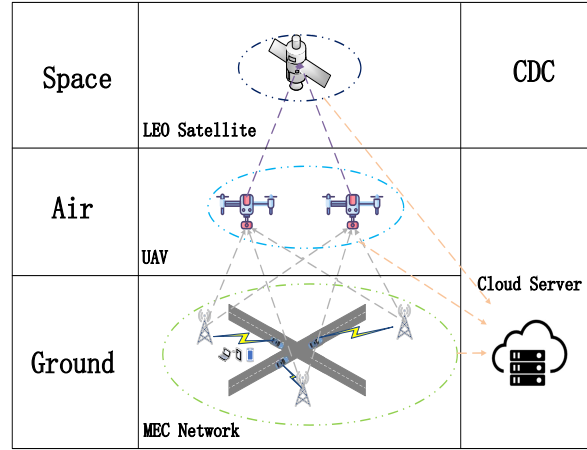 Space
LEO Satellite
CDC
Air
UAV
Cloud Server
Ground
MEC Network